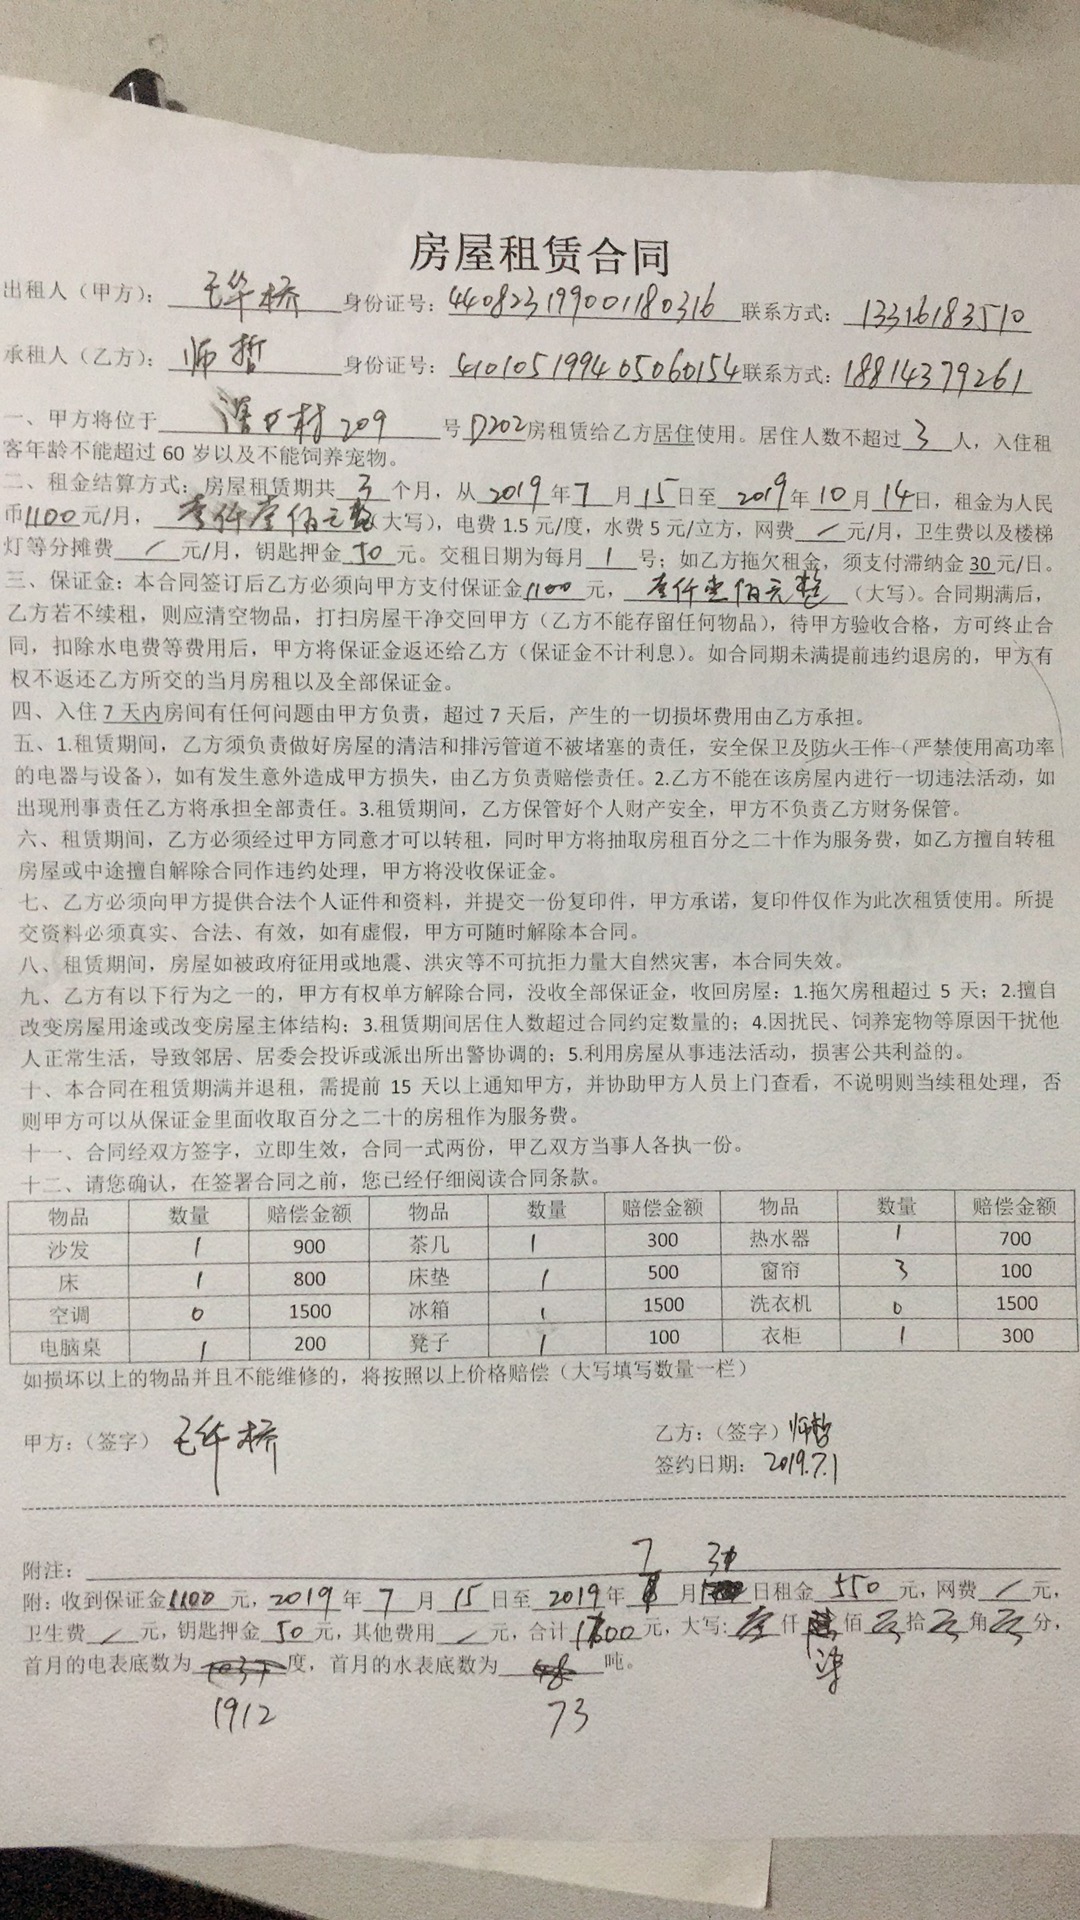 房屋租赁合同
出租人（甲方）： 华桥 身份证号：440823199001180316 联系方式：13316183510
承租人（乙方）： 师哲 身份证号：410105199405060154 联系方式：18814379261
一、甲方将位于 村209 号D202房租赁给乙方居住使用。居住人数不超过 3 人，入住租
客年龄不能超过 60 岁以及不能饲养宠物。
二、租金结算方式：房屋租赁期共 3 个月，从 2019 年 7 月 15 日至 2019 年 10 月 14 日，租金为人民
币1100元/月， 壹仟壹佰元整（大写），电费 1.5 元/度，水费 5 元/立方，网费 / 元/月，卫生费以及楼梯
灯等分摊费 / 元/月，钥匙押金 50 元。交租日期为每月 1 号；如乙方拖欠租金，须支付滞纳金 30 元/日。
三、保证金：本合同签订后乙方必须向甲方支付保证金1100 元， 壹仟壹佰元整 （大写）。合同期满后，
乙方若不续租，则应清空物品，打扫房屋干净交回甲方（乙方不能存留任何物品），待甲方验收合格，方可终止合
同，扣除水电费等费用后，甲方将保证金返还给乙方（保证金不计利息）。如合同期未满提前违约退房的，甲方有
权不返还乙方所交的当月房租以及全部保证金。
四、入住 7 天内房间有任何问题由甲方负责，超过 7 天后，产生的一切损坏费用由乙方承担。
五、1.租赁期间，乙方须负责做好房屋的清洁和排污管道不被堵塞的责任，安全保卫及防火工作（严禁使用高功率
的电器与设备），如有发生意外造成甲方损失，由乙方负责赔偿责任。2.乙方不能在该房屋内进行一切违法活动，如
出现刑事责任乙方将承担全部责任。3.租赁期间，乙方保管好个人财产安全，甲方不负责乙方财务保管。
六、租赁期间，乙方必须经过甲方同意才可以转租，同时甲方将抽取房租百分之二十作为服务费，如乙方擅自转租
房屋或中途擅自解除合同作违约处理，甲方将没收保证金。
七、乙方必须向甲方提供合法个人证件和资料，并提交一份复印件，甲方承诺，复印件仅作为此次租赁使用。所提
交资料必须真实、合法、有效，如有虚假，甲方可随时解除本合同。
八、租赁期间，房屋如被政府征用或地震、洪灾等不可抗拒力量大自然灾害，本合同失效。
九、乙方有以下行为之一的，甲方有权单方解除合同，没收全部保证金，收回房屋：1.拖欠房租超过 5 天；2.擅自
改变房屋用途或改变房屋主体结构；3.租赁期间居住人数超过合同约定数量的；4.因扰民、饲养宠物等原因干扰他
人正常生活，导致邻居、居委会投诉或派出所出警协调的；5.利用房屋从事违法活动，损害公共利益的。
十、本合同在租赁期满并退租，需提前 15 天以上通知甲方，并协助甲方人员上门查看，不说明则当续租处理，否
则甲方可以从保证金里面收取百分之二十的房租作为服务费。
十一、合同经双方签字，立即生效，合同一式两份，甲乙双方当事人各执一份。
十二、请您确认，在签署合同之前，您已经仔细阅读合同条款。
物品 数量 赔偿金额 物品 数量 赔偿金额 物品 数量 赔偿金额
沙发 1 900 茶几 1 300 热水器 1 700
床 1 800 床垫 1 500 窗帘 3 100
空调 0 1500 冰箱 1 1500 洗衣机 0 1500
电脑桌 1 200 凳子 1 100 衣柜 1 300
如损坏以上的物品并且不能维修的，将按照以上价格赔偿（大写填写数量一栏）
甲方：（签字） 华桥 乙方：（签字）师哲
签约日期： 2019.7.1
附注：
7 31
附：收到保证金1100 元，2019 年 7 月 15 日至 2019 年 月 日租金 550 元，网费 / 元，
卫生费 / 元，钥匙押金 50 元，其他费用 / 元，合计1700元，大写：壹仟 佰零拾零角零分，
柒
首月的电表底数为 度，首月的水表底数为 吨。
1912 73